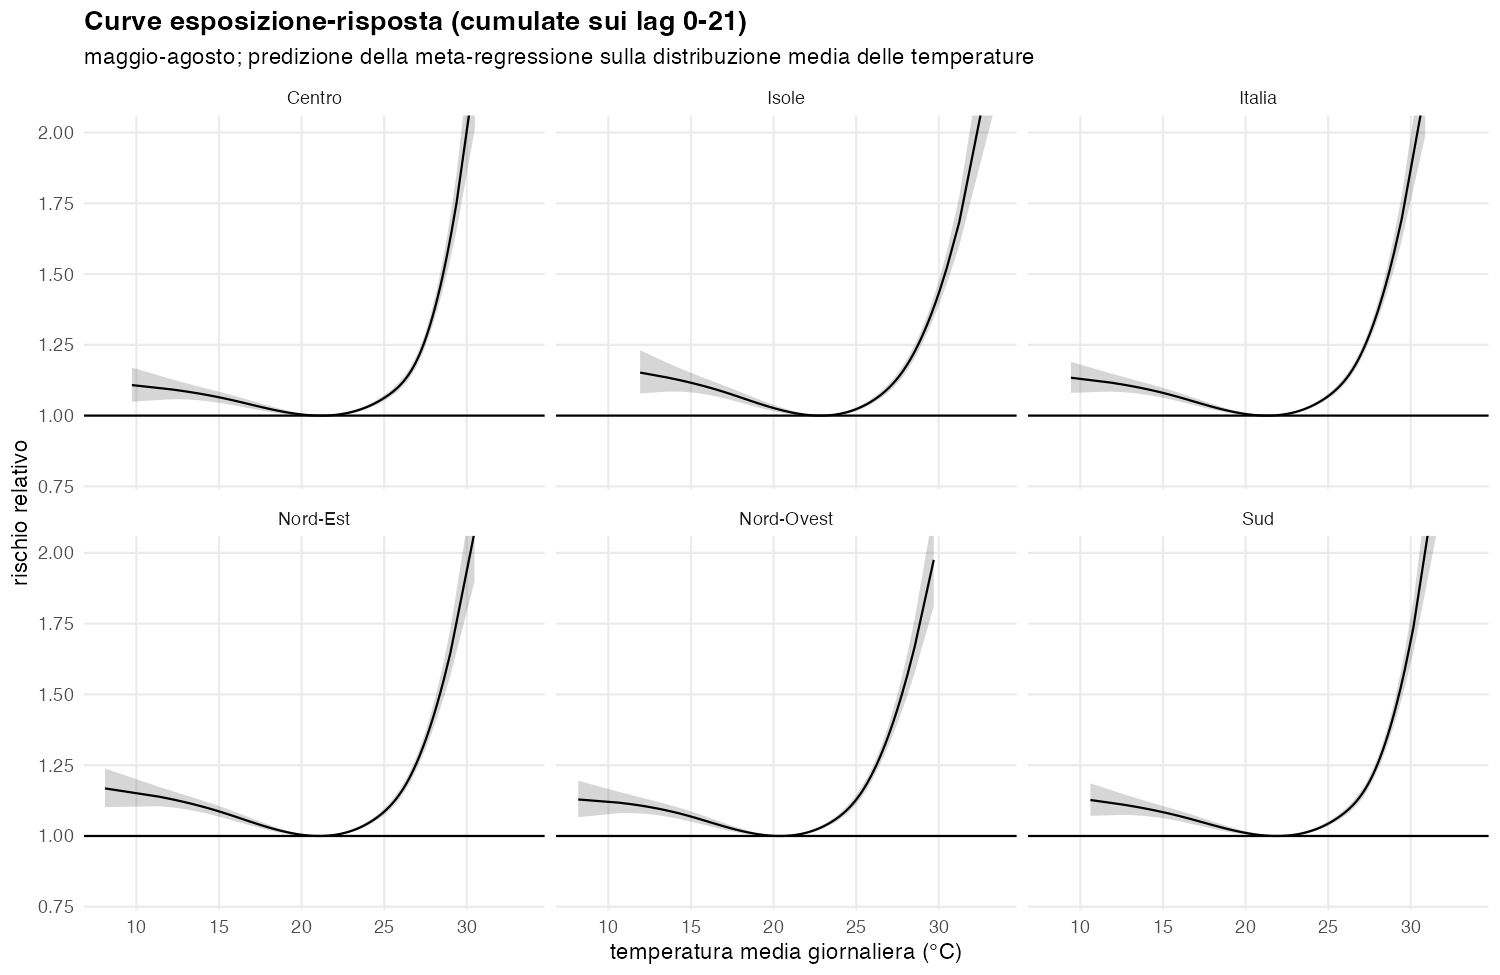 Curve esposizione-risposta (cumulate sui lag 0-21)
maggio-agosto; predizione della meta-regressione sulla distribuzione media delle temperature
Centro
Isole
Italia
2.00
1.75
1.50
1.25
1.00
0.75
rischio relativo
Nord-Est
Nord-Ovest
Sud
2.00
1.75
1.50
1.25
1.00
0.75
10 15 20 25 30
10 15 20 25 30
10 15 20 25 30
temperatura media giornaliera (°C)